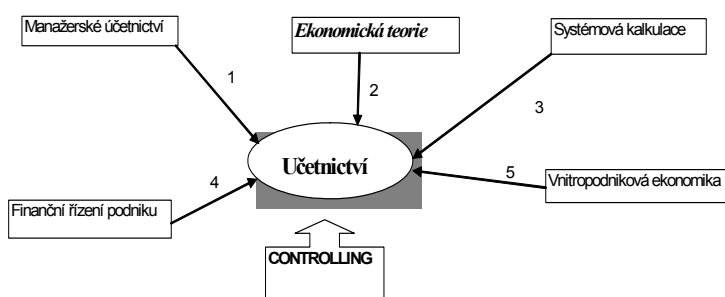 Manažerské účetnictví
Ekonomická teorie
Systémová kalkulace
1
2
3
Účetnictví
4
5
Vnitropodniková ekonomika
Finanční řízení podniku
CONTROLLING